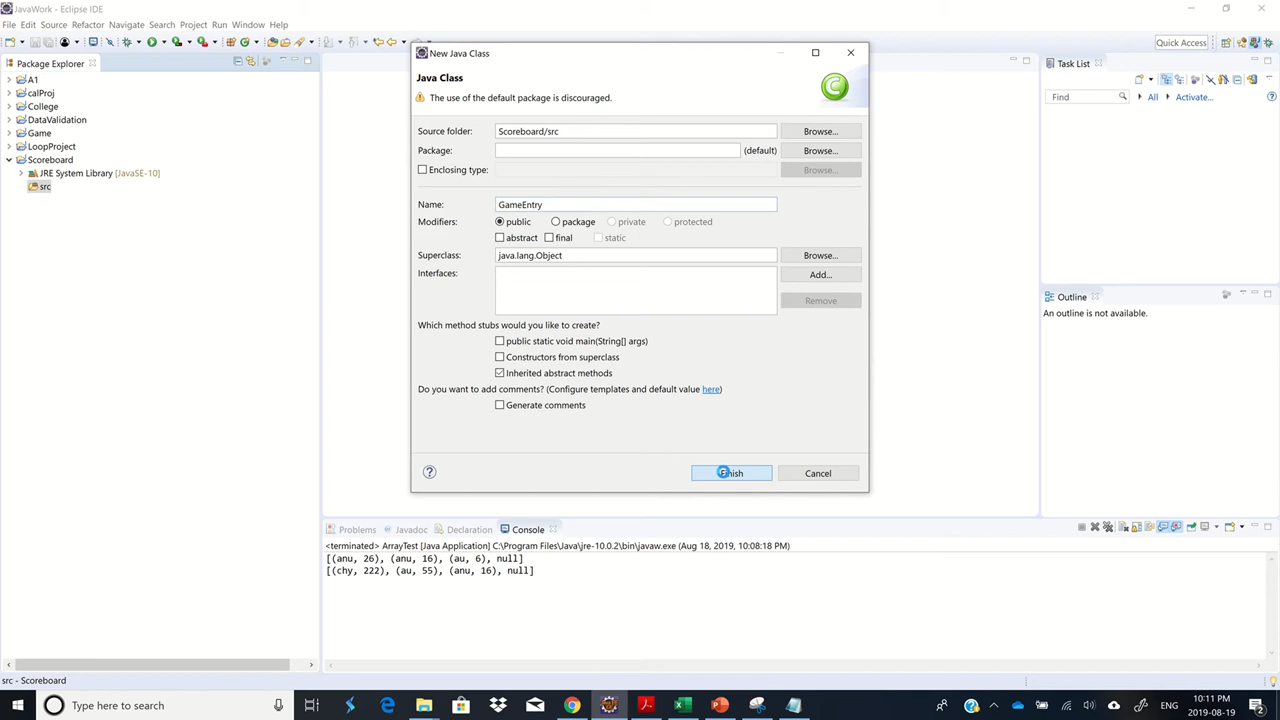 JavaWork - Eclipse IDE
File Edit Source Refactor Navigate Search Project Run Window Help
Quick Access
Package Explorer
A1
calProj
College
DataValidation
Game
LoopProject
Scoreboard
JRE System Library [JavaSE-10]
src
New Java Class
Java Class
The use of the default package is discouraged.
Source folder: Scoreboard/src Browse...
Package: (default) Browse...
Enclosing type: Browse...
Name: GameEntry
Modifiers: public package private protected
abstract final static
Superclass: java.lang.Object Browse...
Interfaces: Add...
Remove
Which method stubs would you like to create?
public static void main(String[] args)
Constructors from superclass
Inherited abstract methods
Do you want to add comments? (Configure templates and default value here)
Generate comments
Finish Cancel
Task List
Find All Activate...
Outline
An outline is not available.
Problems Javadoc Declaration Console
<terminated> ArrayTest [Java Application] C:\Program Files\Java\jre-10.0.2\bin\javaw.exe (Aug 18, 2019, 10:08:18 PM)
[(anu, 26), (anu, 16), (au, 6), null]
[(chy, 222), (au, 55), (anu, 16), null]
src - Scoreboard
Type here to search
ENG
10:11 PM
2019-08-19
2